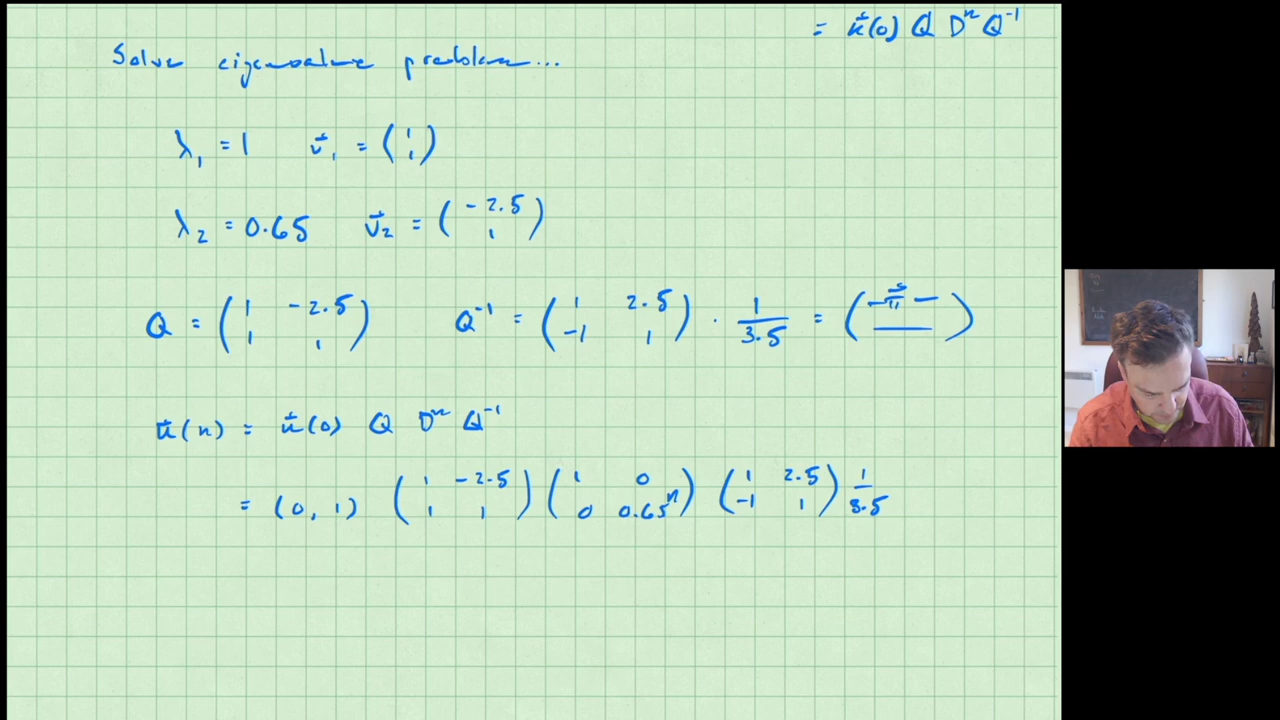 = u⃗(0) Q Dⁿ Q⁻¹
Solve eigenvalue problem...
λ₁ = 1 v⃗₁ = (1 ; 1)
λ₂ = 0.65 v⃗₂ = (-2.5 ; 1)
Q = (1 -2.5 ; 1 1) Q⁻¹ = (1 2.5 ; -1 1) · 1/3.5 = (— π⃗ — ; —)
u⃗(n) = u⃗(0) Q Dⁿ Q⁻¹
= (0, 1) (1 -2.5 ; 1 1) (1 0 ; 0 0.65ⁿ) (1 2.5 ; -1 1) 1/3.5